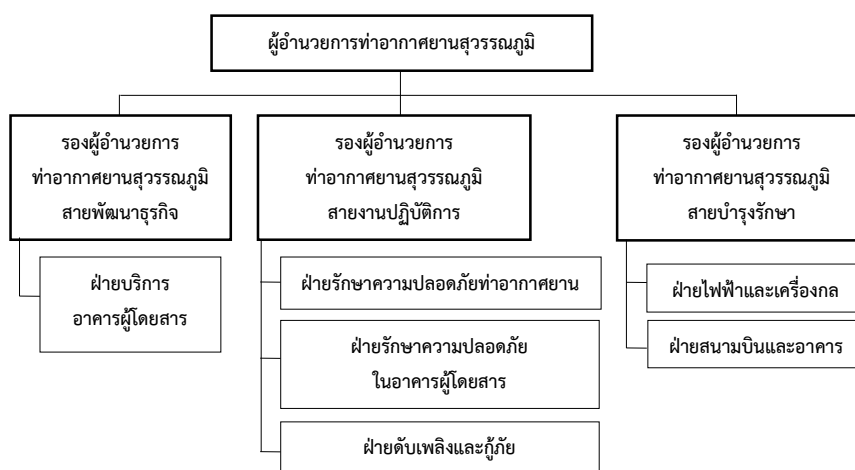 ผู้อำนวยการท่าอากาศยานสุวรรณภูมิ
รองผู้อำนวยการ
ท่าอากาศยานสุวรรณภูมิ
สายพัฒนาธุรกิจ
รองผู้อำนวยการ
ท่าอากาศยานสุวรรณภูมิ
สายงานปฏิบัติการ
รองผู้อำนวยการ
ท่าอากาศยานสุวรรณภูมิ
สายบำรุงรักษา
ฝ่ายบริการ
อาคารผู้โดยสาร
ฝ่ายรักษาความปลอดภัยท่าอากาศยาน
ฝ่ายรักษาความปลอดภัย
ในอาคารผู้โดยสาร
ฝ่ายดับเพลิงและกู้ภัย
ฝ่ายไฟฟ้าและเครื่องกล
ฝ่ายสนามบินและอาคาร